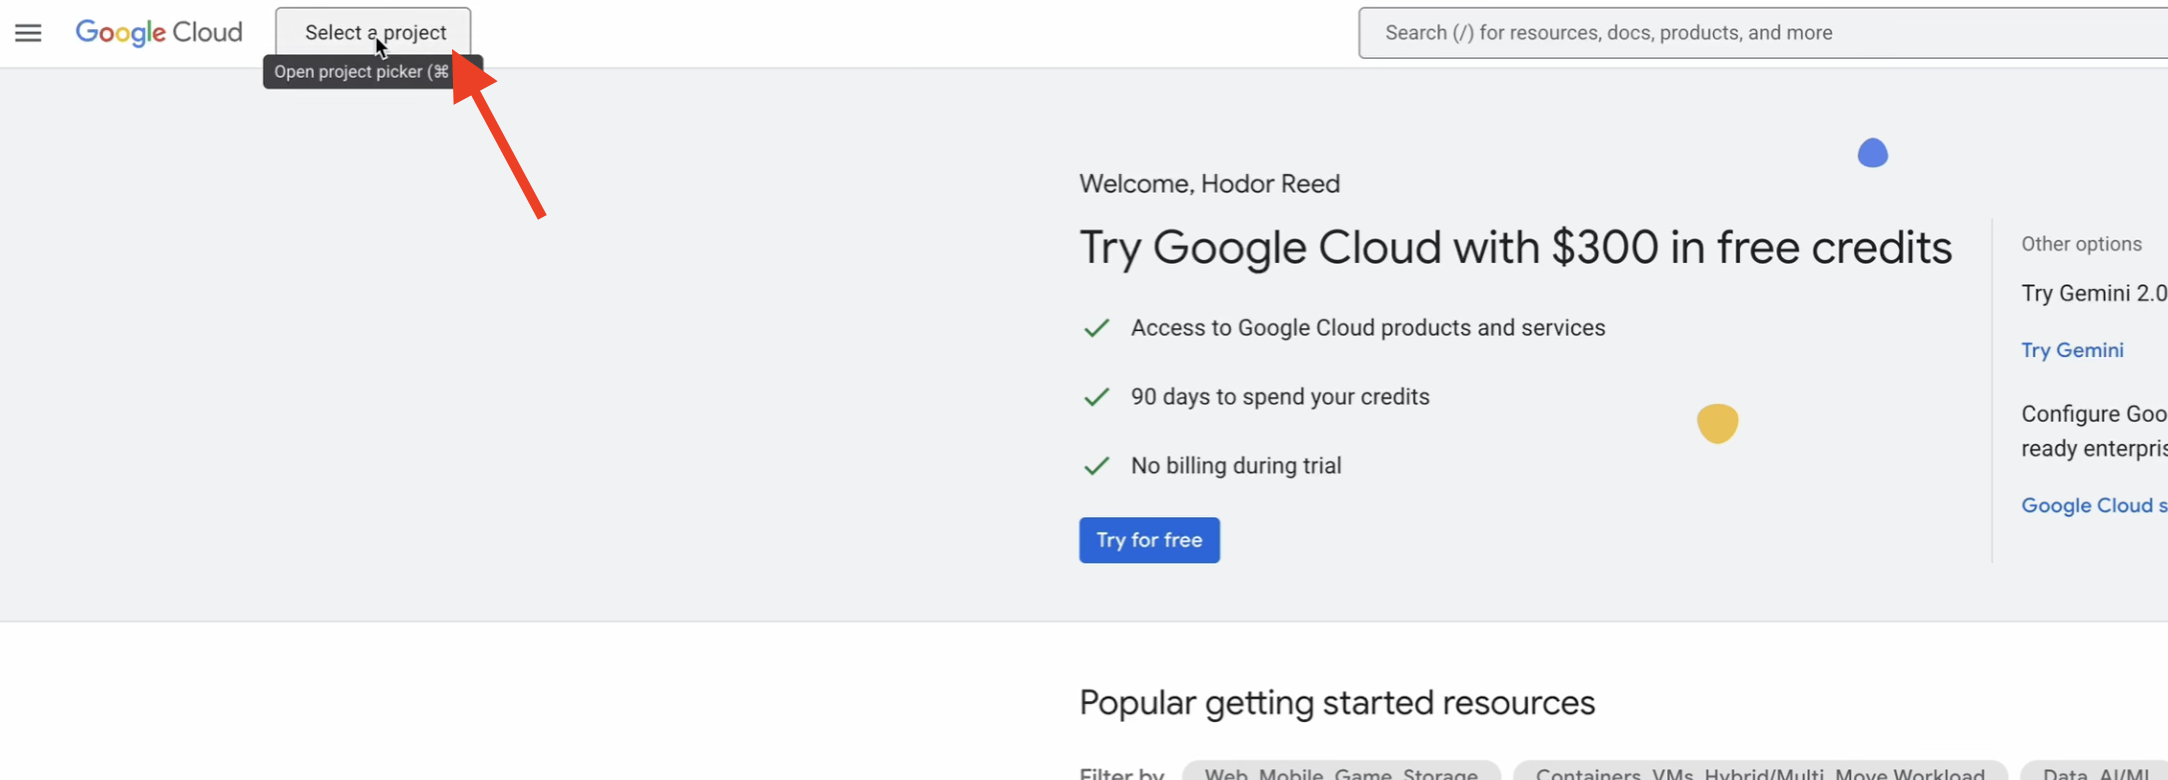 Google Cloud
Select a project
Search (/) for resources, docs, products, and more
Open project picker (⌘
Welcome, Hodor Reed
Try Google Cloud with $300 in free credits
Access to Google Cloud products and services
90 days to spend your credits
No billing during trial
Try for free
Other options
Try Gemini 2.0
Try Gemini
Configure Goo
ready enterpris
Google Cloud s
Popular getting started resources
Filter by
Web, Mobile, Game, Storage
Containers, VMs, Hybrid/Multi, Move Workload
Data, AI/ML